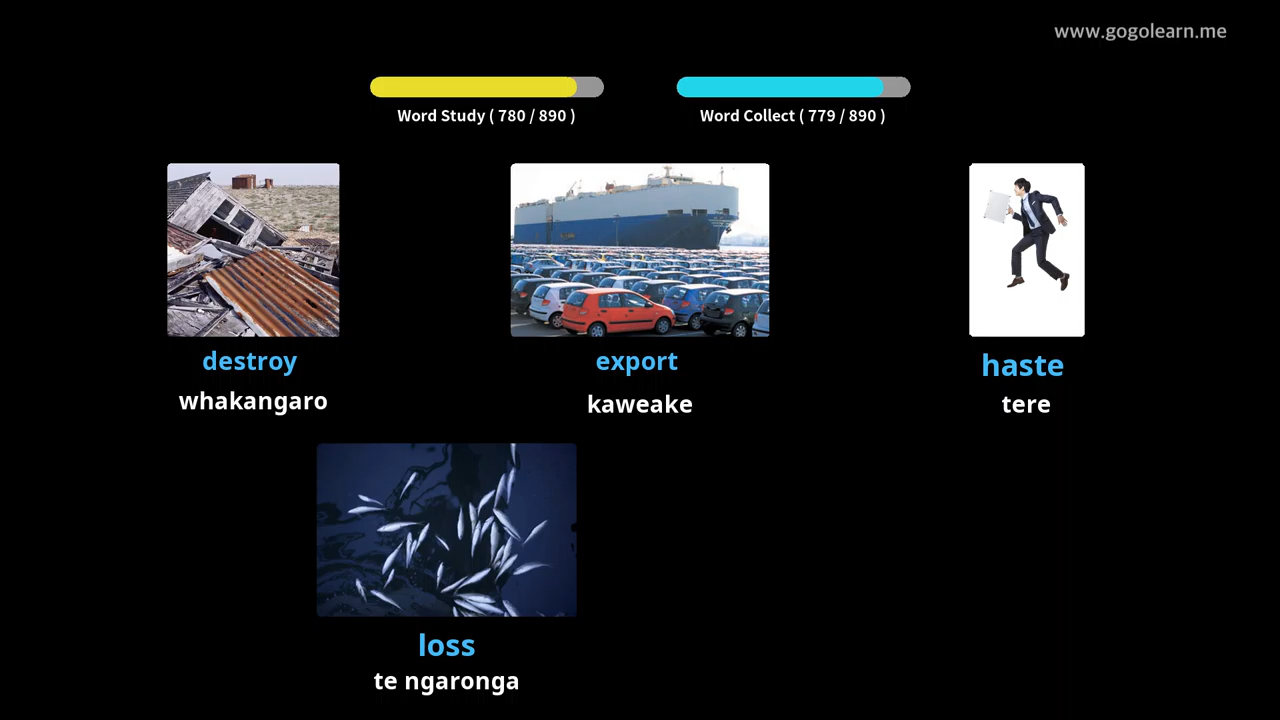 www.gogolearn.me
Word Study ( 780 / 890 )
Word Collect ( 779 / 890 )
destroy
whakangaro
export
kaweake
haste
tere
loss
te ngaronga